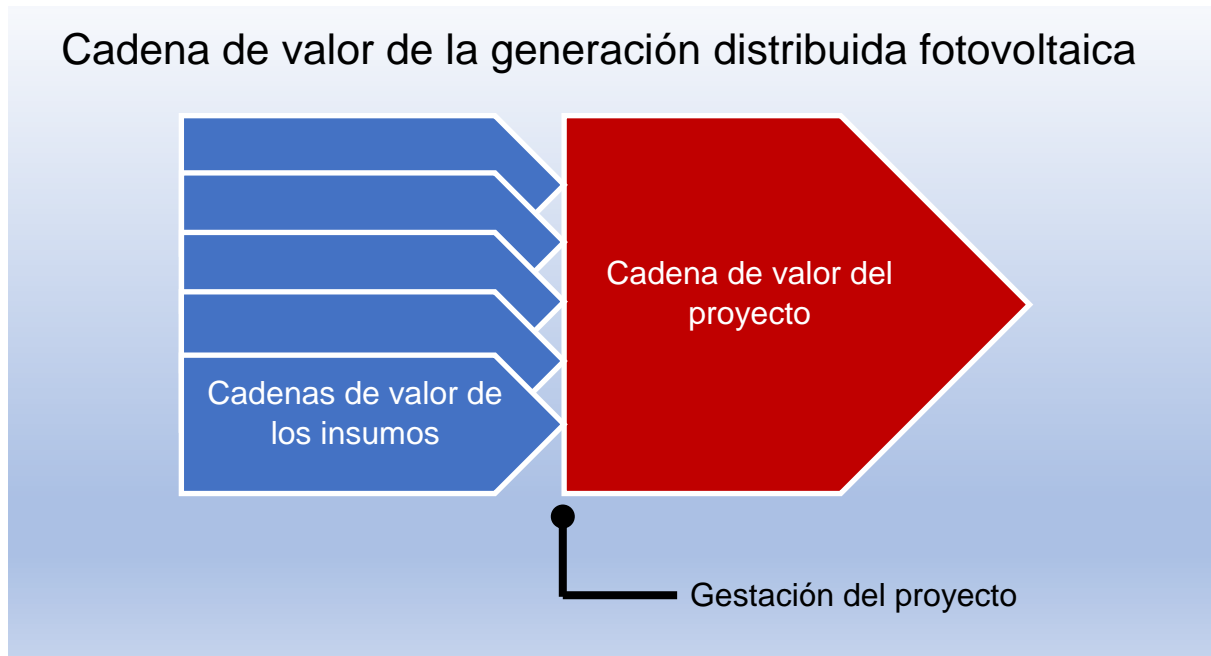 Cadena de valor de la generación distribuida fotovoltaica
Cadena de valor del
proyecto
Cadenas de valor de
los insumos
Gestación del proyecto